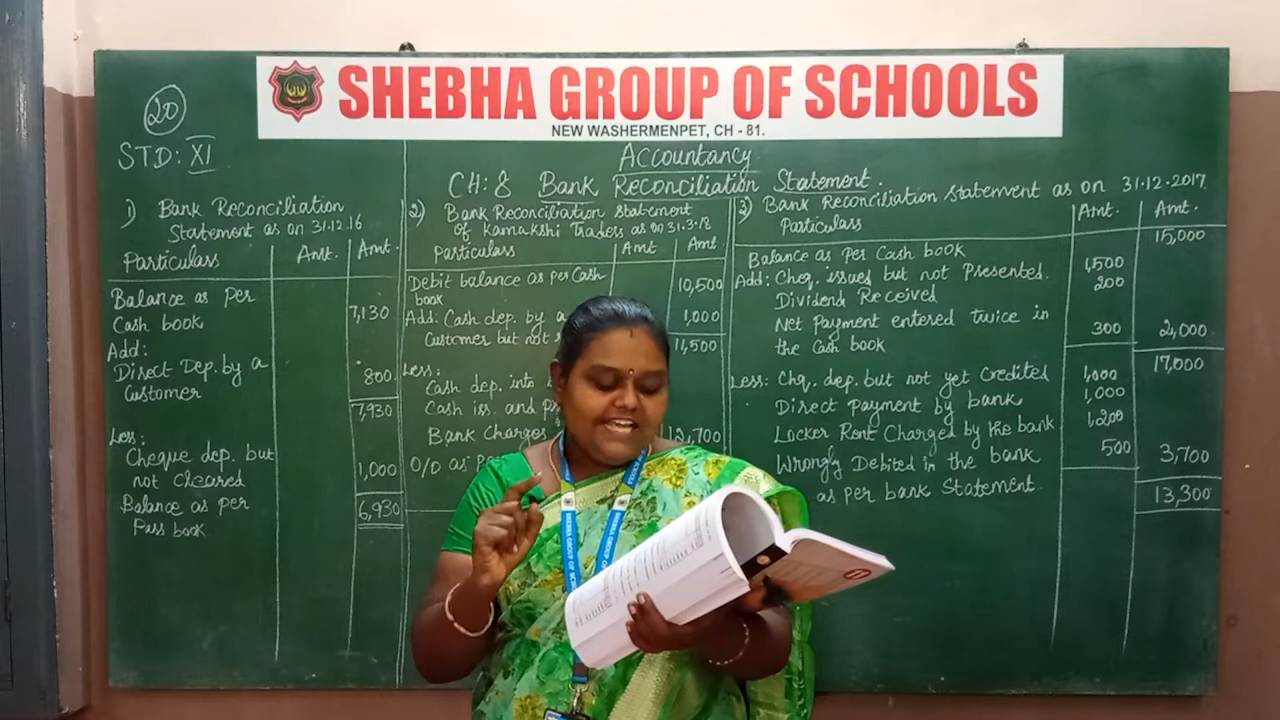 SHEBHA GROUP OF SCHOOLS
NEW WASHERMENPET, CH - 81.
20
STD: XI
Accountancy
CH: 8 Bank Reconciliation Statement
1) Bank Reconciliation
Statement as on 31.12.16
Particulars Amt. Amt.
Balance as per
Cash book 7,130
Add:
Direct Dep. by a
Customer 800
7,930
Less:
Cheque dep. but
not Cleared 1,000
Balance as per
Pass book 6,930
2) Bank Reconciliation Statement
of Kamakshi Traders as on 31.3.18
Particulars Amt Amt
Debit balance as per Cash
book 10,500
Add: Cash dep. by a 1,000
Customer but not
11,500
Less:
Cash dep. into
Cash iss. and
Bank Charges 12,700
O/D as
3) Bank Reconciliation Statement as on 31.12.2017
Particulars Amt. Amt.
Balance as Per Cash book 15,000
Add: Cheq. issues but not Presented. 1,500
Dividend Received 200
Net Payment entered twice in
the Cash book 300 2,000
17,000
Less: Chq. dep. but not yet Credited 1,000
Direct Payment by bank 1,000
Locker Rent Charged by the bank 1,200
Wrongly Debited in the bank 500 3,700
as per bank Statement 13,300
SHEBHA GROUP OF